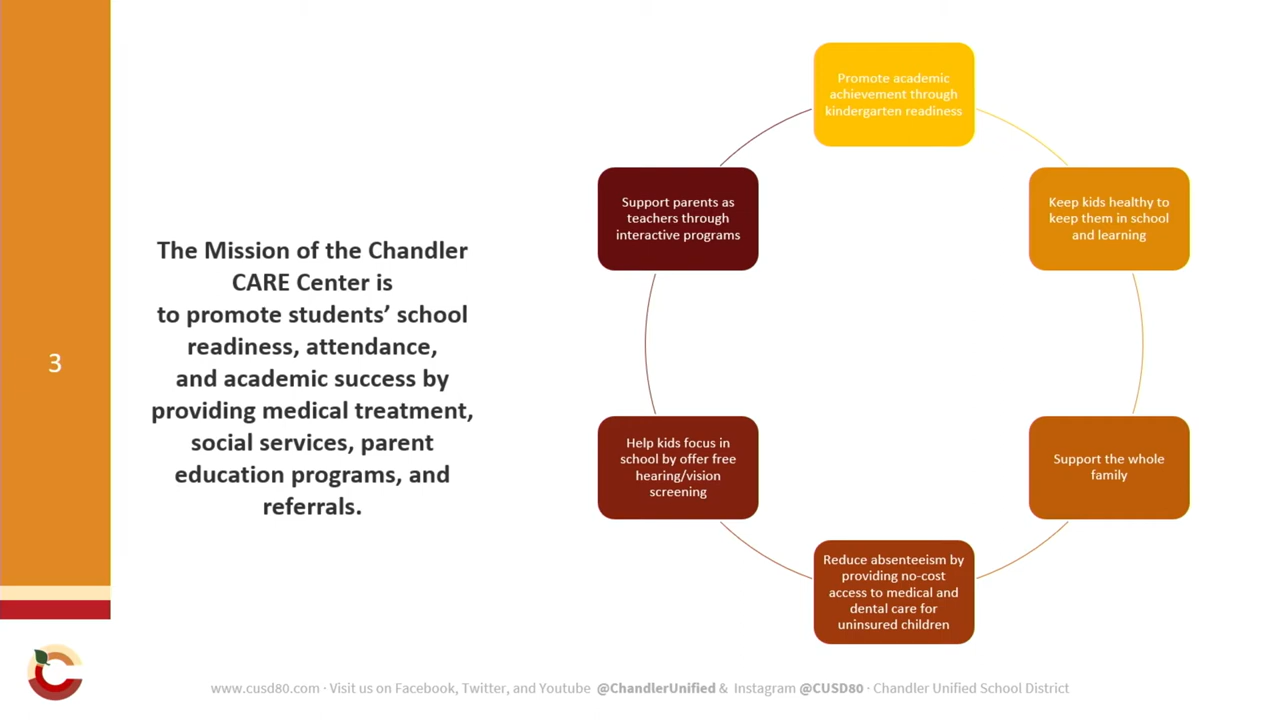 3
The Mission of the Chandler
CARE Center is
to promote students’ school
readiness, attendance,
and academic success by
providing medical treatment,
social services, parent
education programs, and
referrals.
Promote academic
achievement through
kindergarten readiness
Keep kids healthy to
keep them in school
and learning
Support the whole
family
Reduce absenteeism by
providing no-cost
access to medical and
dental care for
uninsured children
Help kids focus in
school by offer free
hearing/vision
screening
Support parents as
teachers through
interactive programs
www.cusd80.com · Visit us on Facebook, Twitter, and Youtube @ChandlerUnified & Instagram @CUSD80 · Chandler Unified School District